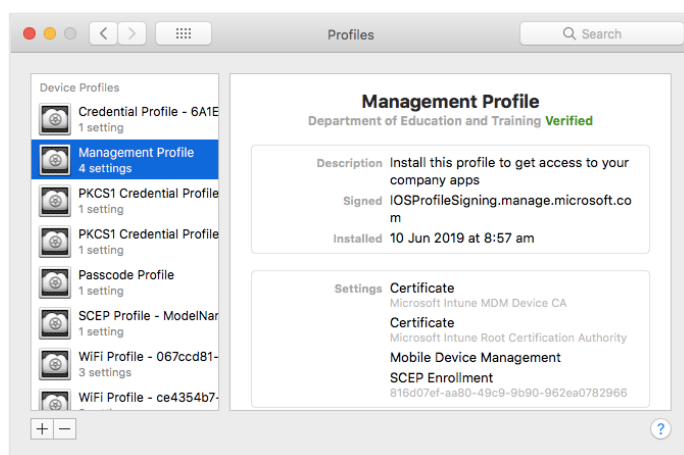 Profiles
Search
Device Profiles
Credential Profile - 6A1E
1 setting
Management Profile
4 settings
PKCS1 Credential Profile
1 setting
PKCS1 Credential Profile
1 setting
Passcode Profile
1 setting
SCEP Profile - ModelNar
1 setting
WiFi Profile - 067ccd81-
3 settings
WiFi Profile - ce4354b7-
+ −
Management Profile
Department of Education and Training Verified
Description Install this profile to get access to your
company apps
Signed IOSProfileSigning.manage.microsoft.co
m
Installed 10 Jun 2019 at 8:57 am
Settings Certificate
Microsoft Intune MDM Device CA
Certificate
Microsoft Intune Root Certification Authority
Mobile Device Management
SCEP Enrollment
816d07ef-aa80-49c9-9b90-962ea0782966
?